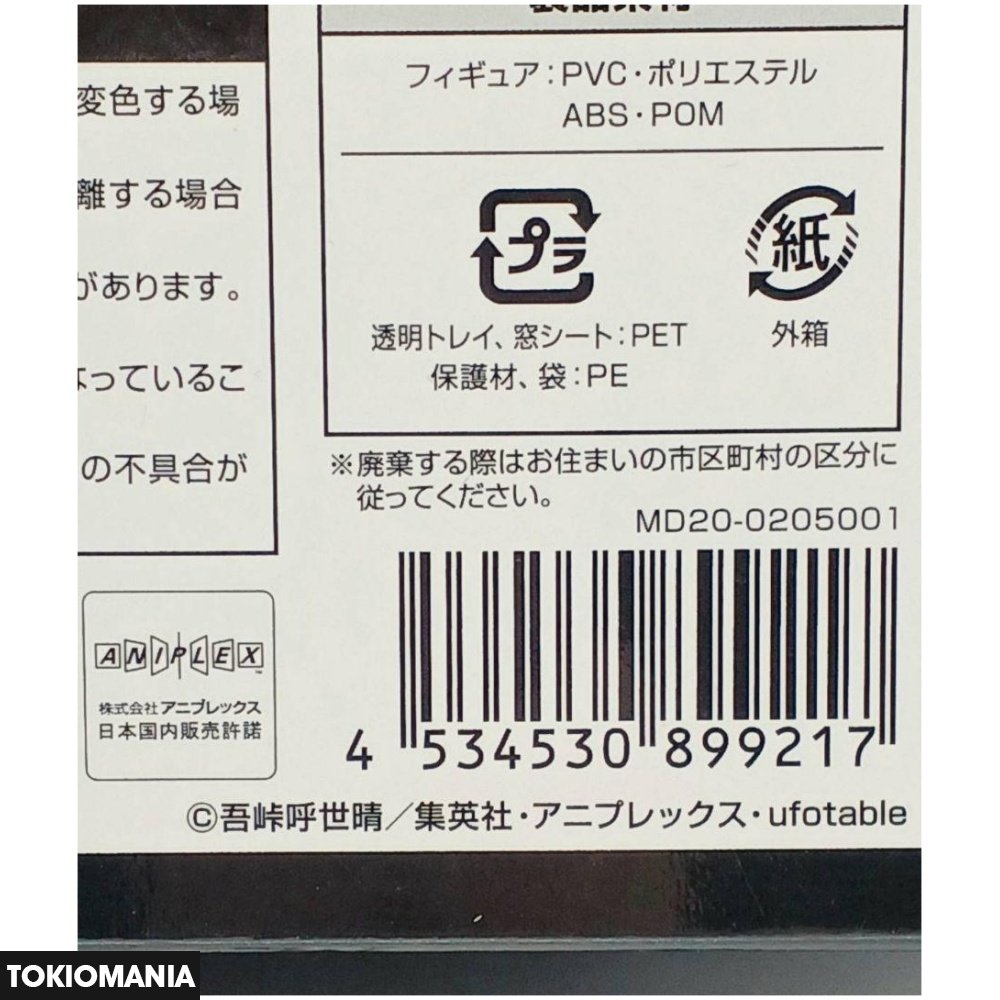 変色する場
離する場合
があります。
なっているこ
の不具合が
フィギュア：PVC・ポリエステル
ABS・POM
プラ
紙
透明トレイ、窓シート：PET
保護材、袋：PE
外箱
※廃棄する際はお住まいの市区町村の区分に
従ってください。
MD20-0205001
4 534530 899217
ANIPLEX
株式会社 アニプレックス
日本国内販売許諾
©吾峠呼世晴／集英社・アニプレックス・ufotable
TOKIOMANIA